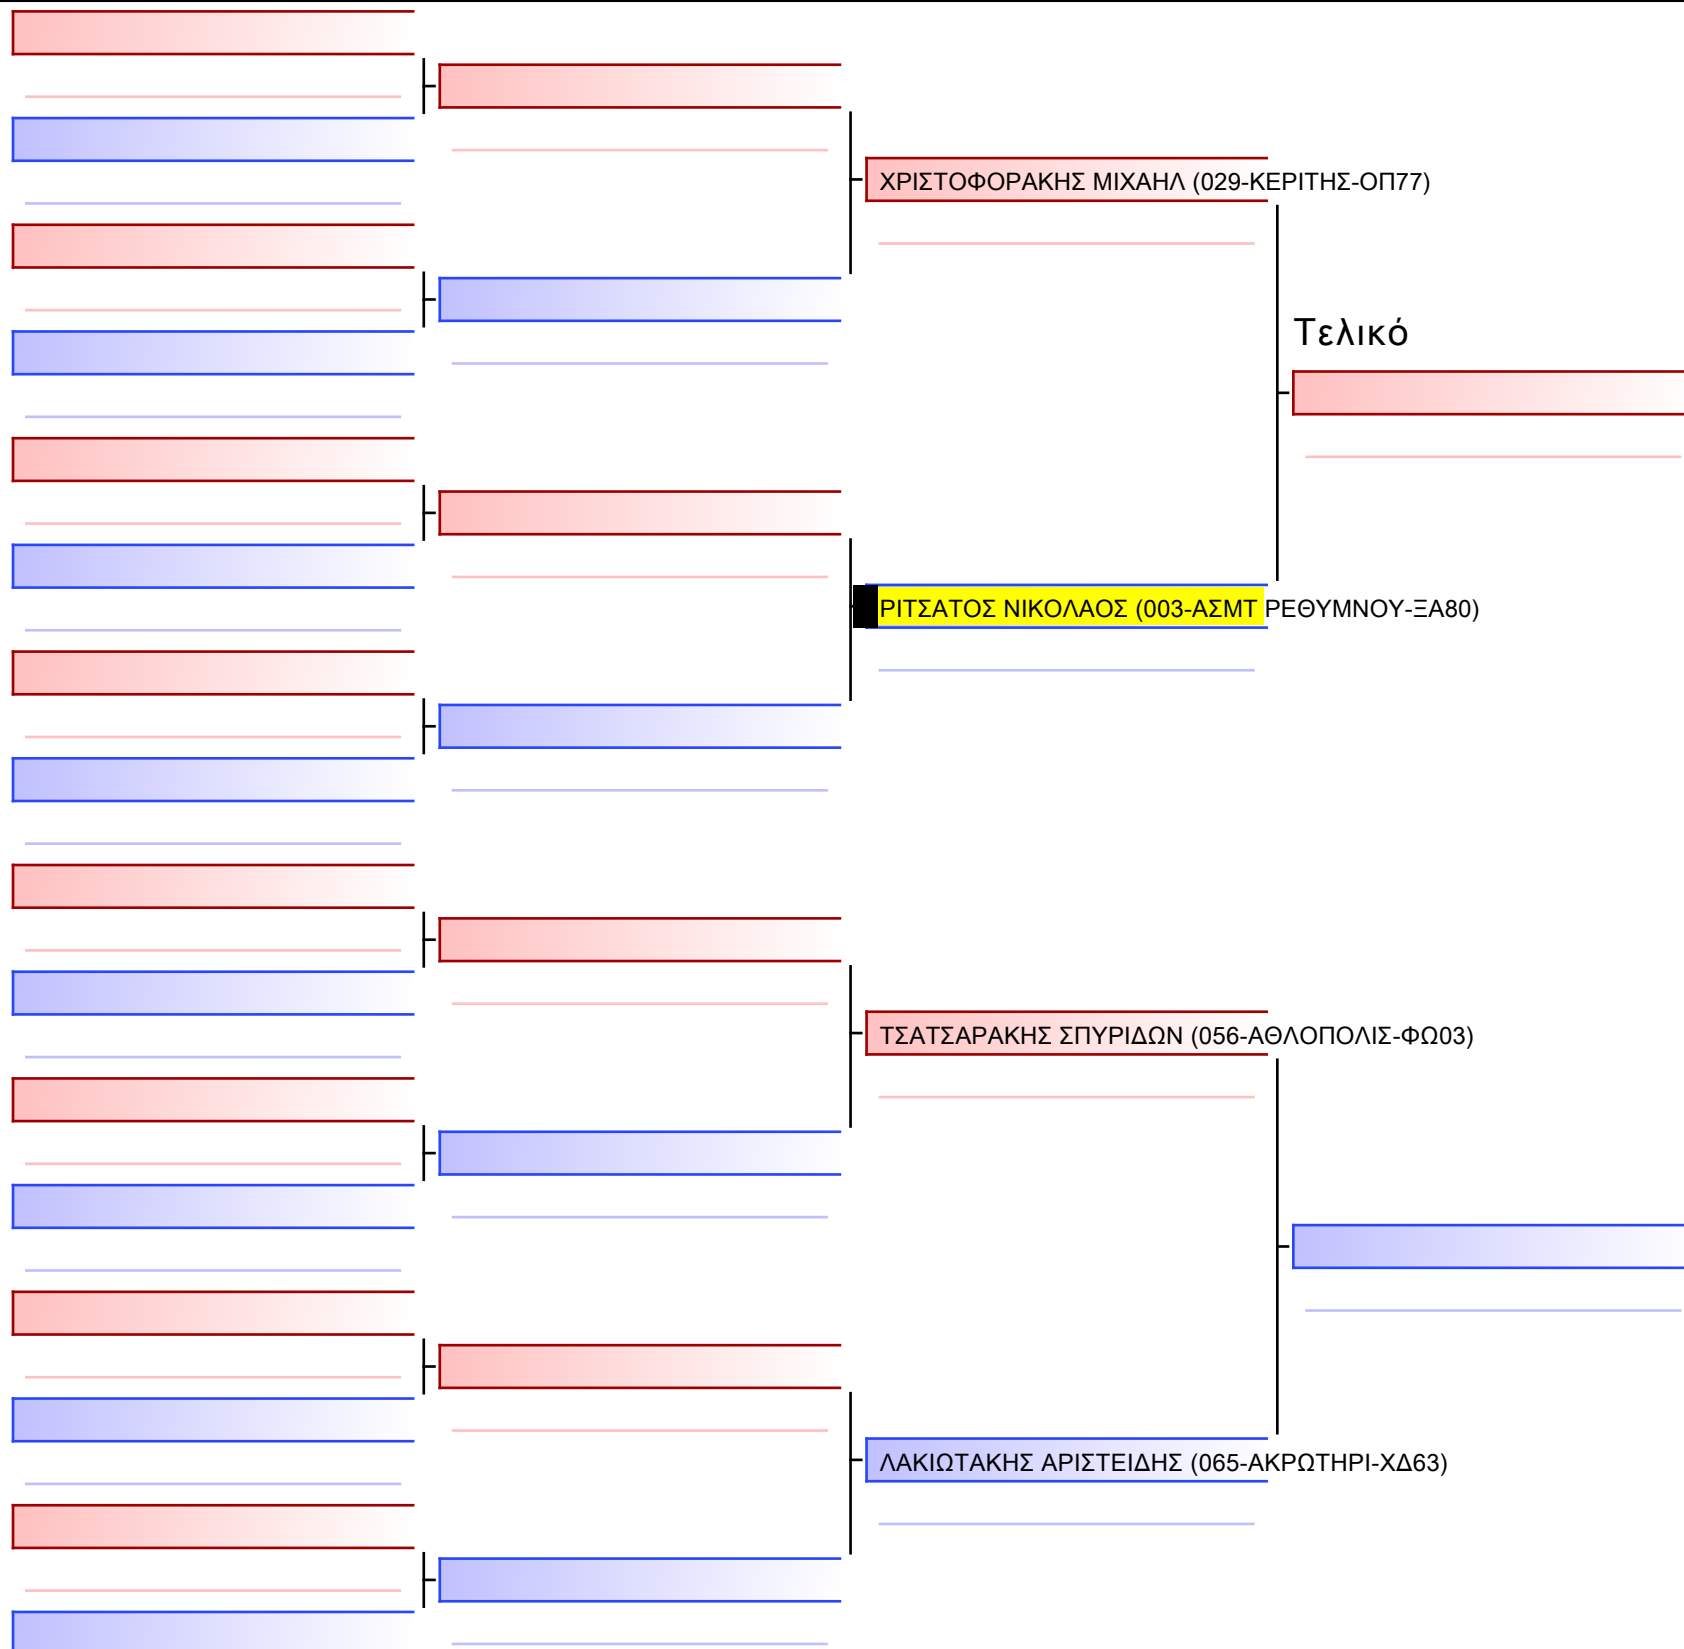 ΧΡΙΣΤΟΦΟΡΑΚΗΣ ΜΙΧΑΗΛ (029-ΚΕΡΙΤΗΣ-ΟΠ77)
Τελικό
ΡΙΤΣΑΤΟΣ ΝΙΚΟΛΑΟΣ (003-ΑΣΜΤ ΡΕΘΥΜΝΟΥ-ΞΑ80)
ΤΣΑΤΣΑΡΑΚΗΣ ΣΠΥΡΙΔΩΝ (056-ΑΘΛΟΠΟΛΙΣ-ΦΩ03)
ΛΑΚΙΩΤΑΚΗΣ ΑΡΙΣΤΕΙΔΗΣ (065-ΑΚΡΩΤΗΡΙ-ΧΔ63)